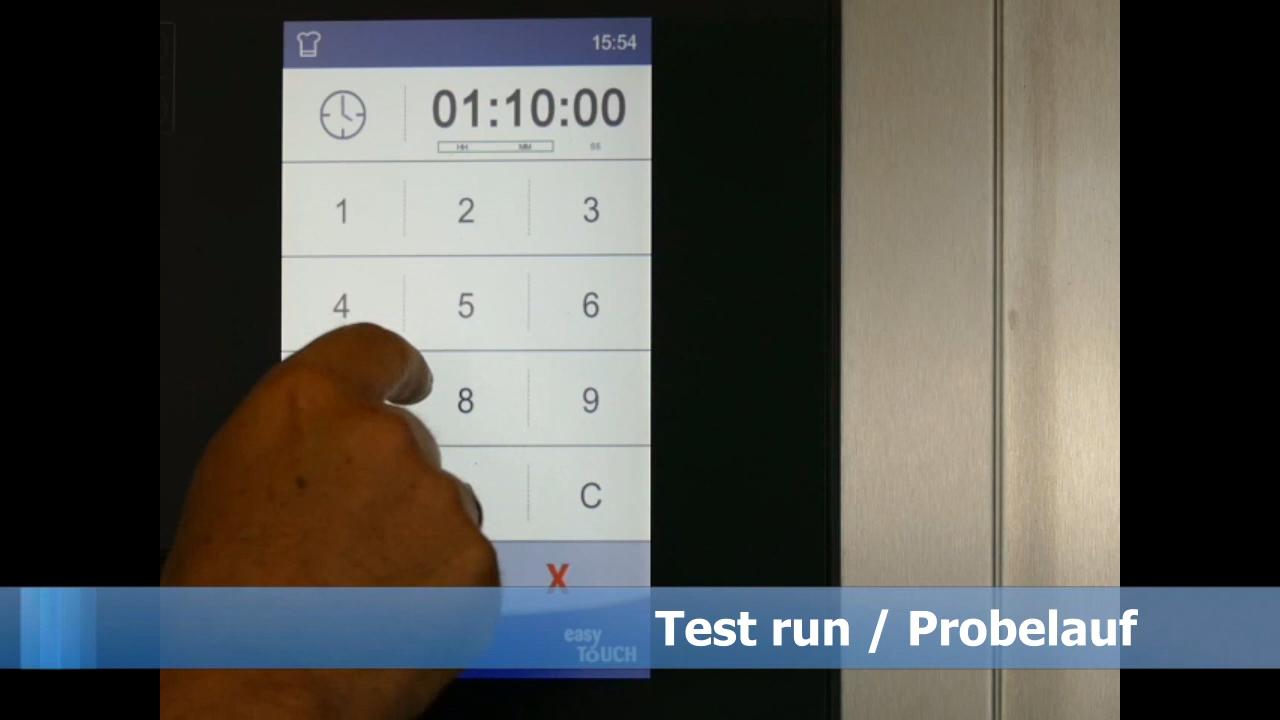 15:54
01:10:00
HH MM SS
1 2 3
4 5 6
8 9
C
X
easy
TOUCH
Test run / Probelauf